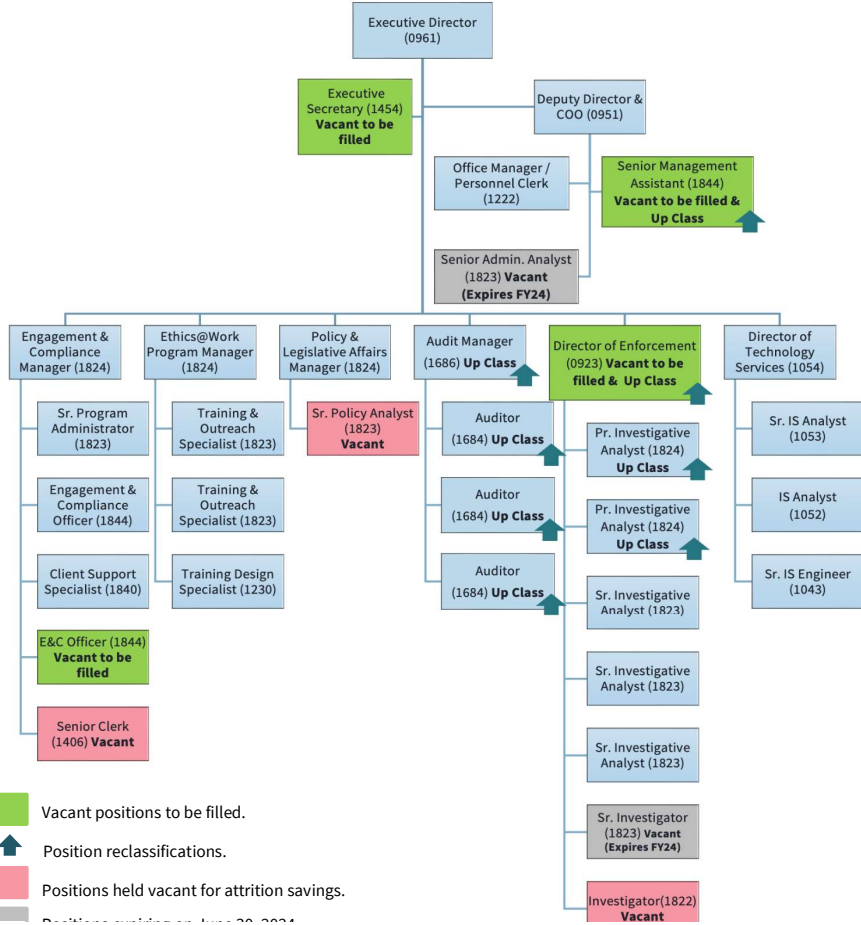 Executive Director
(0961)
Executive
Secretary (1454)
Vacant to be
filled
Deputy Director &
COO (0951)
Office Manager /
Personnel Clerk
(1222)
Senior Management
Assistant (1844)
Vacant to be filled &
Up Class
Senior Admin. Analyst
(1823) Vacant
(Expires FY24)
Engagement &
Compliance
Manager (1824)
Ethics@Work
Program Manager
(1824)
Policy &
Legislative Affairs
Manager (1824)
Audit Manager
(1686) Up Class
Director of Enforcement
(0923) Vacant to be
filled & Up Class
Director of
Technology
Services (1054)
Sr. Program
Administrator
(1823)
Engagement &
Compliance
Officer (1844)
Client Support
Specialist (1840)
E&C Officer (1844)
Vacant to be
filled
Senior Clerk
(1406) Vacant
Training &
Outreach
Specialist (1823)
Training &
Outreach
Specialist (1823)
Training Design
Specialist (1230)
Sr. Policy Analyst
(1823)
Vacant
Auditor
(1684) Up Class
Auditor
(1684) Up Class
Auditor
(1684) Up Class
Pr. Investigative
Analyst (1824)
Up Class
Pr. Investigative
Analyst (1824)
Up Class
Sr. Investigative
Analyst (1823)
Sr. Investigative
Analyst (1823)
Sr. Investigative
Analyst (1823)
Sr. Investigator
(1823) Vacant
(Expires FY24)
Investigator(1822)
Vacant
Sr. IS Analyst
(1053)
IS Analyst
(1052)
Sr. IS Engineer
(1043)
Vacant positions to be filled.
Position reclassifications.
Positions held vacant for attrition savings.
Positions expiring on June 30, 2024